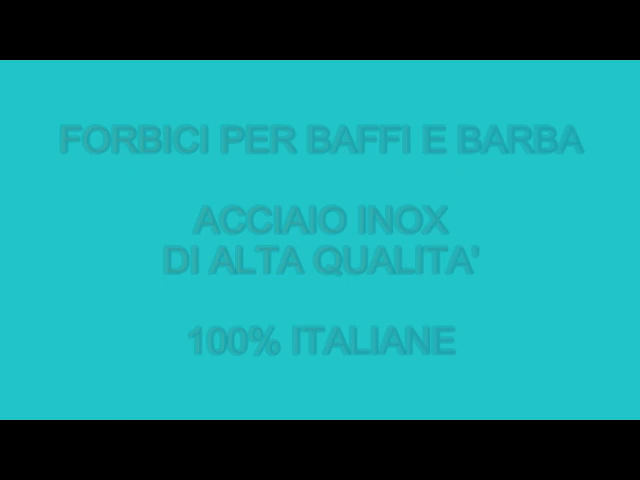 FORBICI PER BAFFI E BARBA
ACCIAIO INOX
DI ALTA QUALITA'
100% ITALIANE